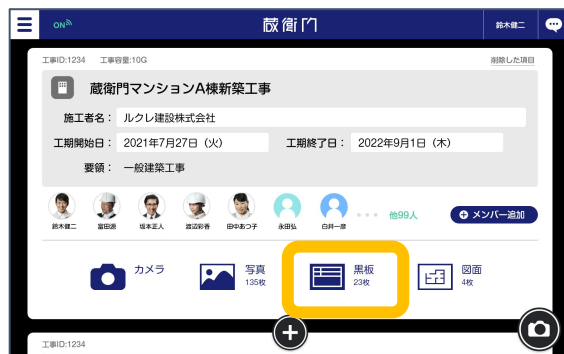 ON
蔵衛門
鈴木健二
工事ID:1234 工事容量:10G 削除した項目
蔵衛門マンションA棟新築工事
施工者名： ルクレ建設株式会社
工期開始日： 2021年7月27日（火） 工期終了日： 2022年9月1日（木）
要領： 一般建築工事
鈴木健二 富田源 坂本正人 渡辺彩香 田中あつ子 永田弘 白井一彦 他99人 メンバー追加
カメラ 写真 黒板 図面
135枚 23枚 4枚
工事ID:1234